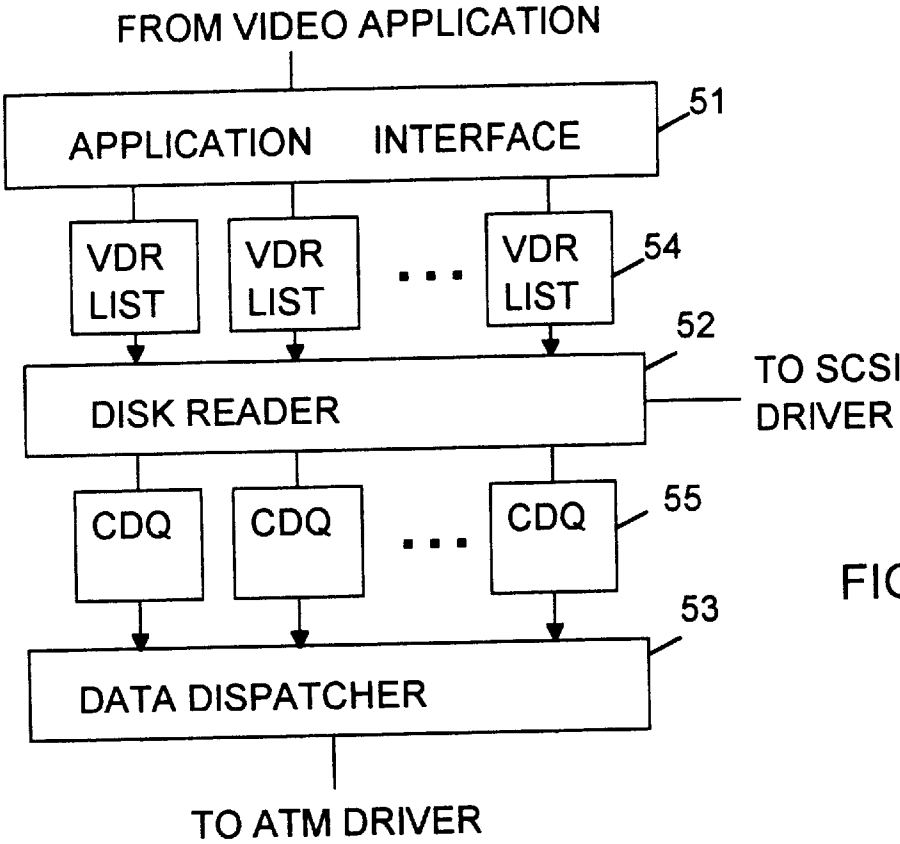 FROM VIDEO APPLICATION
51
APPLICATION INTERFACE
VDR LIST
VDR LIST
VDR LIST
54
52
DISK READER
TO SCSI
DRIVER
CDQ
CDQ
CDQ
55
53
DATA DISPATCHER
TO ATM DRIVER